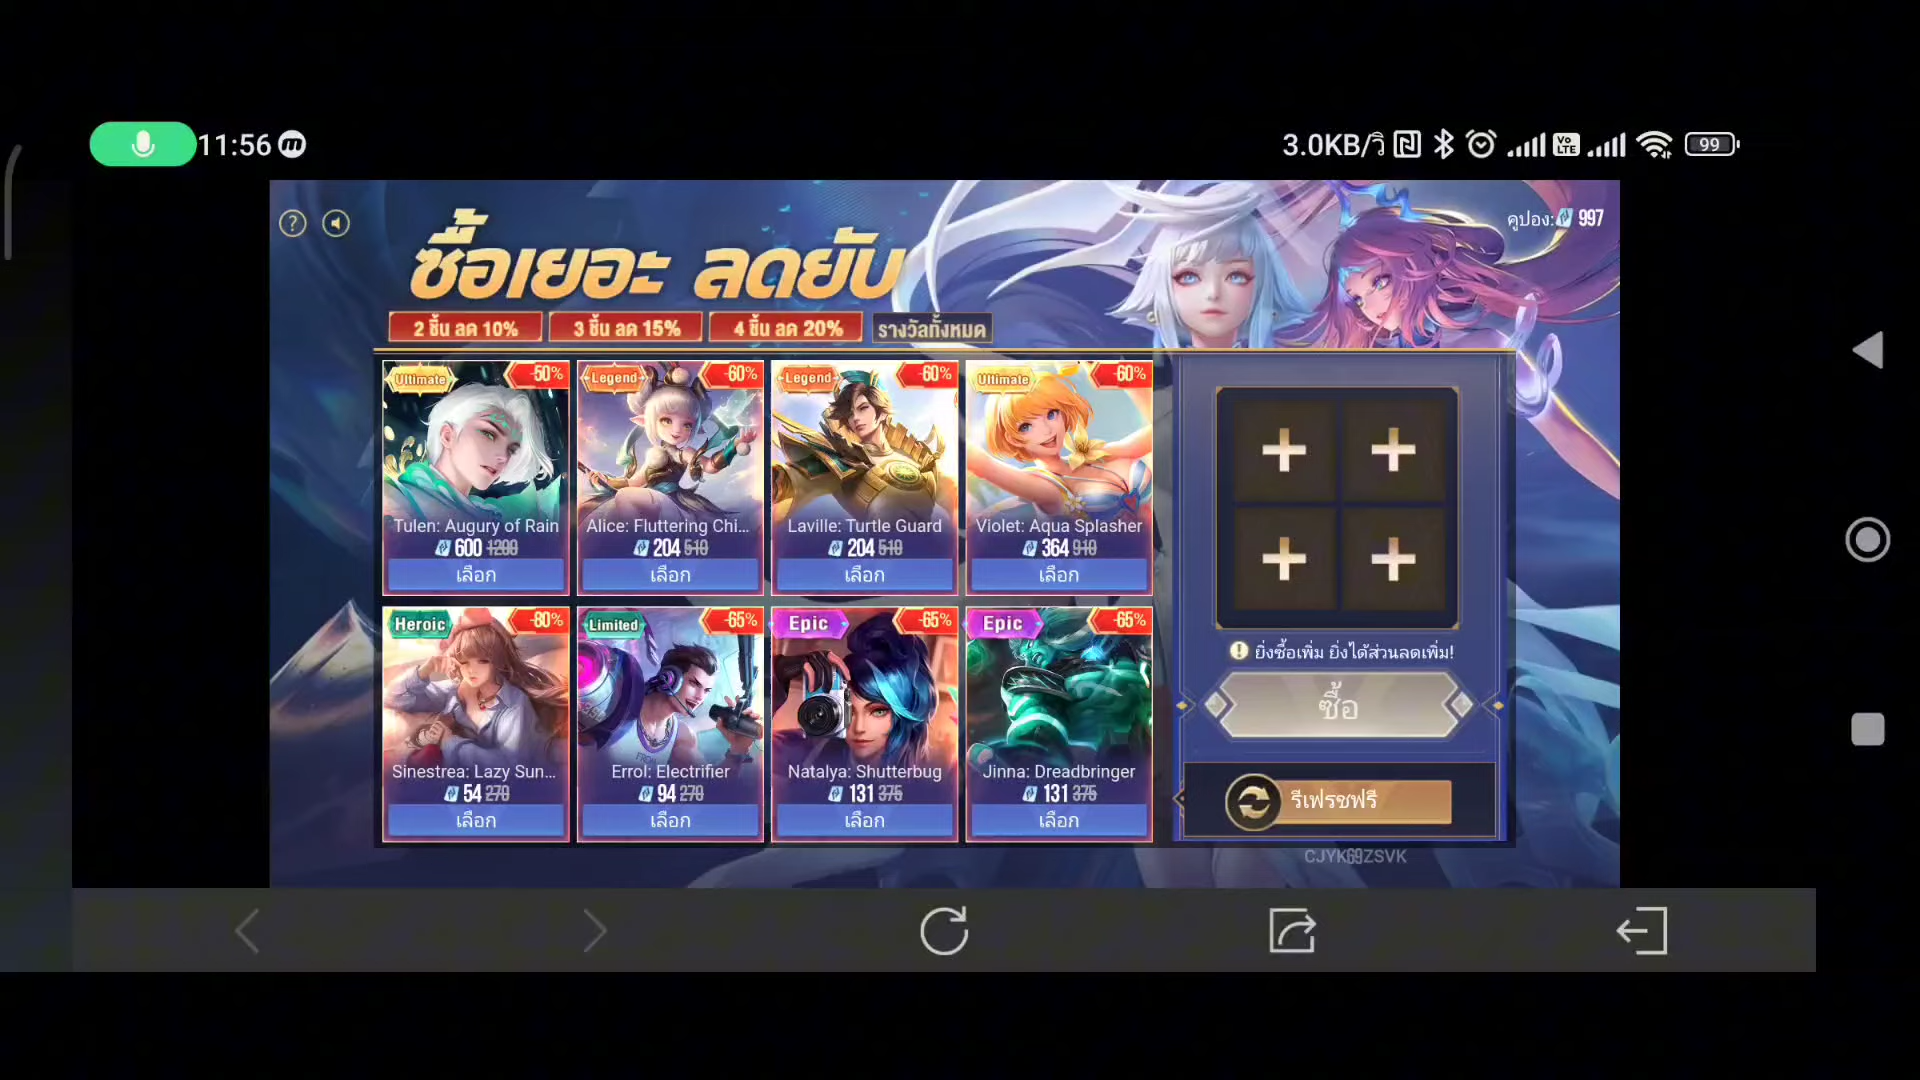 11:56
3.0KB/วิ
Vo LTE
99
คูปอง: 997
ซื้อเยอะ ลดยับ
2 ชิ้น ลด 10%
3 ชิ้น ลด 15%
4 ชิ้น ลด 20%
รางวัลทั้งหมด
Ultimate -50%
Tulen: Augury of Rain
600 1200
เลือก
Legend -60%
Alice: Fluttering Chi...
204 510
เลือก
Legend -60%
Laville: Turtle Guard
204 510
เลือก
Ultimate -60%
Violet: Aqua Splasher
364 910
เลือก
Heroic -80%
Sinestrea: Lazy Sun...
54 270
เลือก
Limited -65%
Errol: Electrifier
94 270
เลือก
Epic -65%
Natalya: Shutterbug
131 375
เลือก
Epic -65%
Jinna: Dreadbringer
131 375
เลือก
ยิ่งซื้อเพิ่ม ยิ่งได้ส่วนลดเพิ่ม!
ซื้อ
รีเฟรชฟรี
CJYK69ZSVK